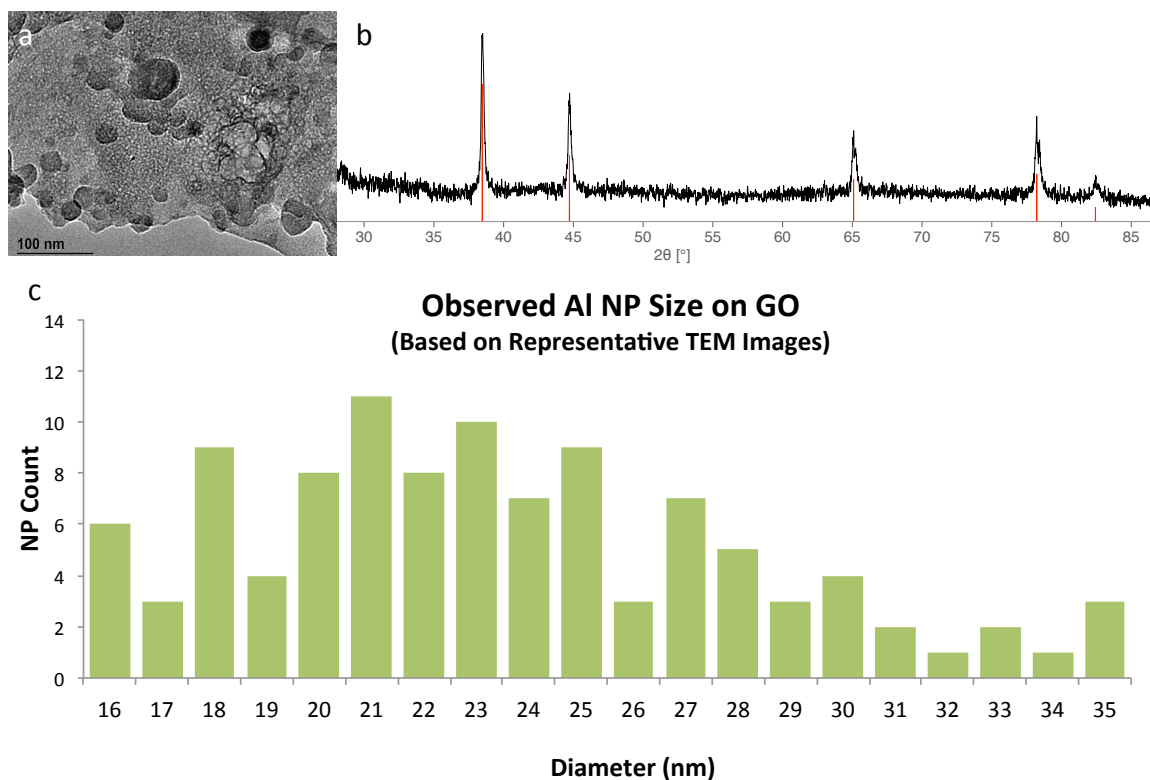 a
100 nm
b
30 35 40 45 50 55 60 65 70 75 80 85
2θ [°]
c
Observed Al NP Size on GO
(Based on Representative TEM Images)
14
12
10
8
6
4
2
0
NP Count
16 17 18 19 20 21 22 23 24 25 26 27 28 29 30 31 32 33 34 35
Diameter (nm)